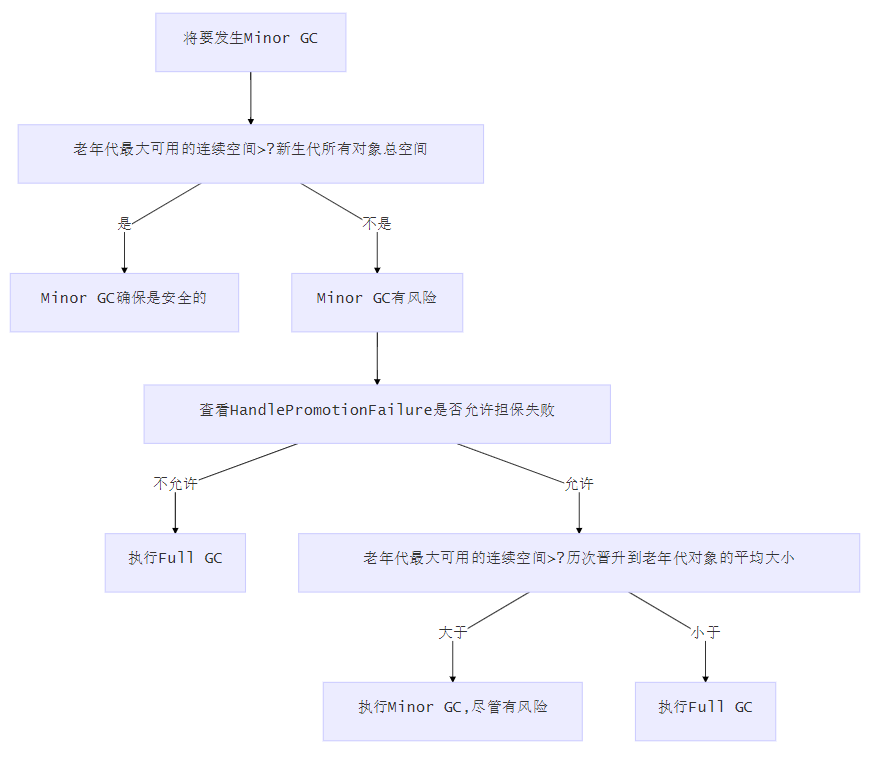 将要发生Minor GC
老年代最大可用的连续空间>?新生代所有对象总空间
是
不是
Minor GC确保是安全的
Minor GC有风险
查看HandlePromotionFailure是否允许担保失败
不允许
允许
执行Full GC
老年代最大可用的连续空间>?历次晋升到老年代对象的平均大小
大于
小于
执行Minor GC,尽管有风险
执行Full GC